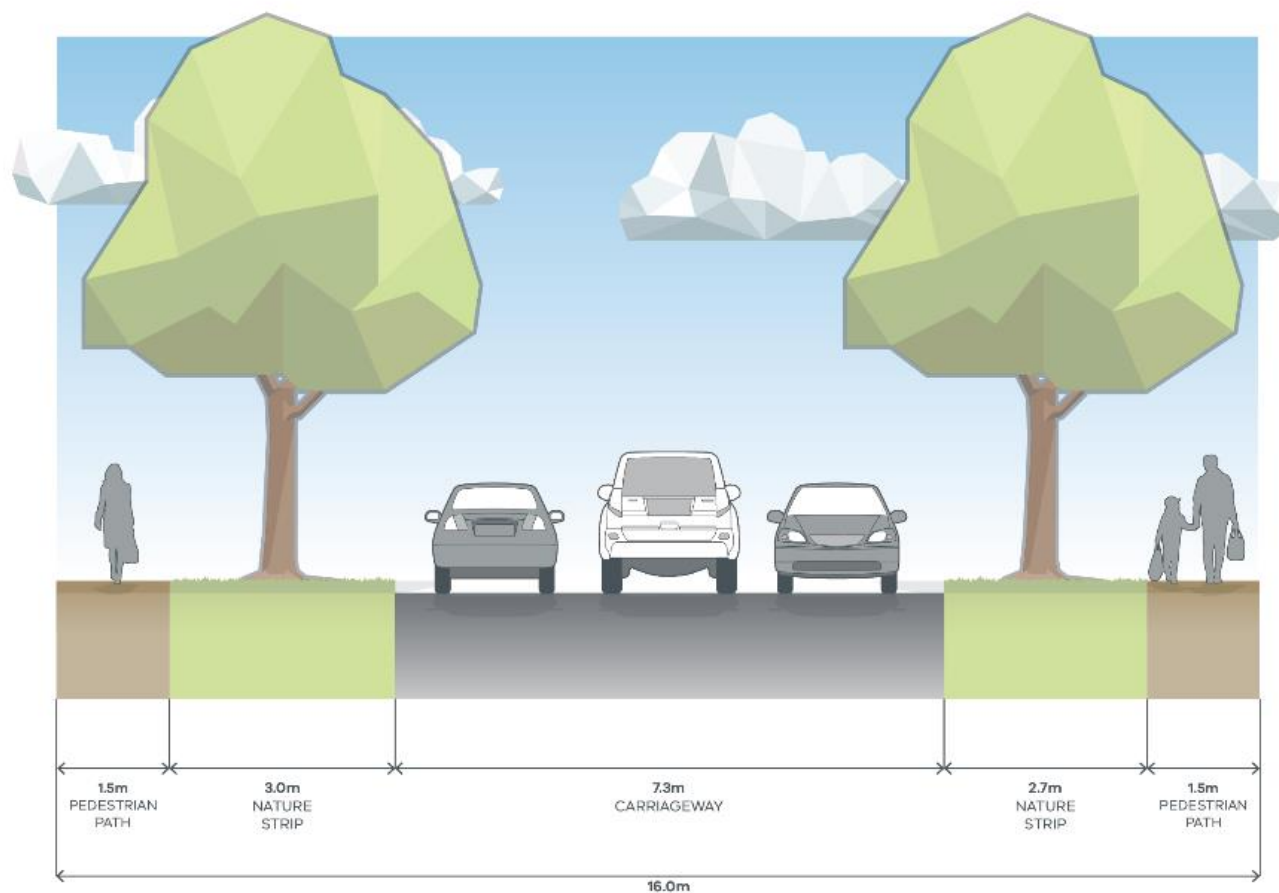 1.5m
PEDESTRIAN
PATH
3.0m
NATURE
STRIP
7.3m
CARRIAGEWAY
2.7m
NATURE
STRIP
1.5m
PEDESTRIAN
PATH
16.0m